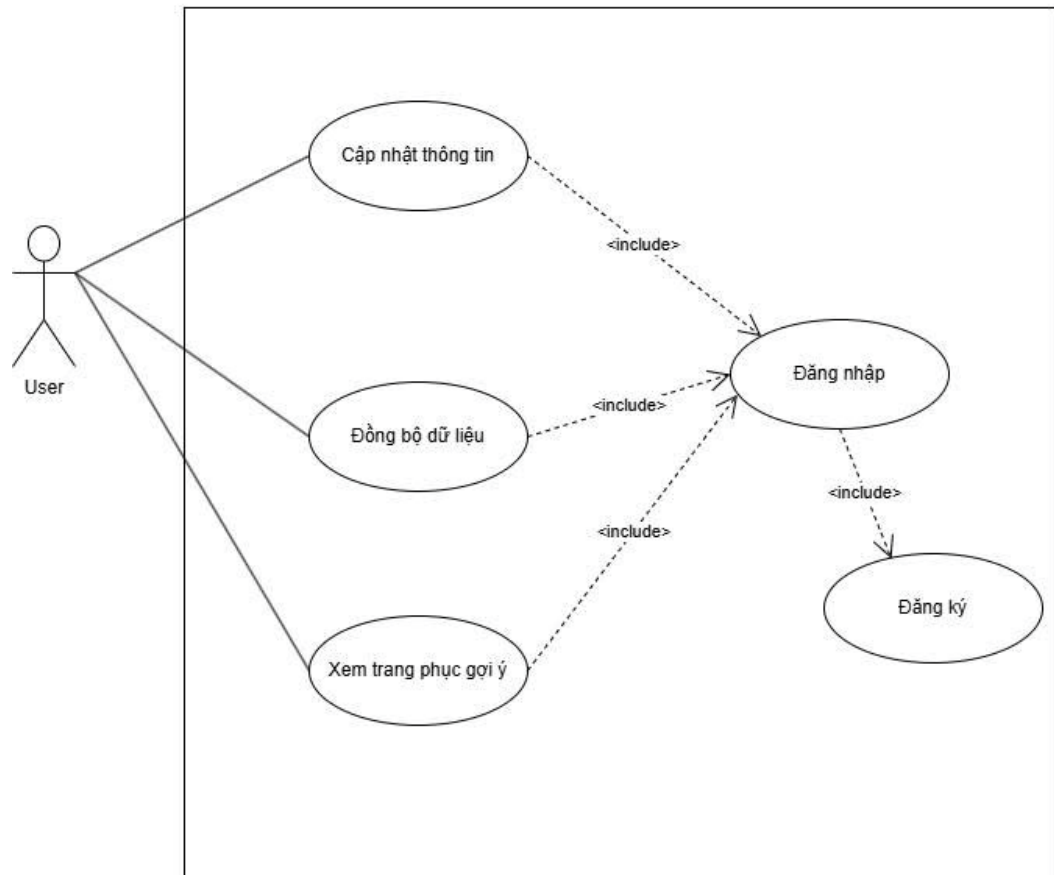 Cập nhật thông tin
<include>
User
Đăng nhập
Đồng bộ dữ liệu
<include>
<include>
<include>
Đăng ký
Xem trang phục gợi ý